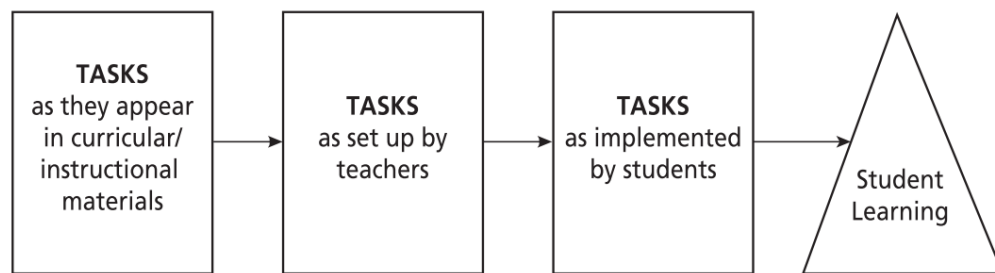 TASKS
as they appear
in curricular/
instructional
materials
TASKS
as set up by
teachers
TASKS
as implemented
by students
Student
Learning